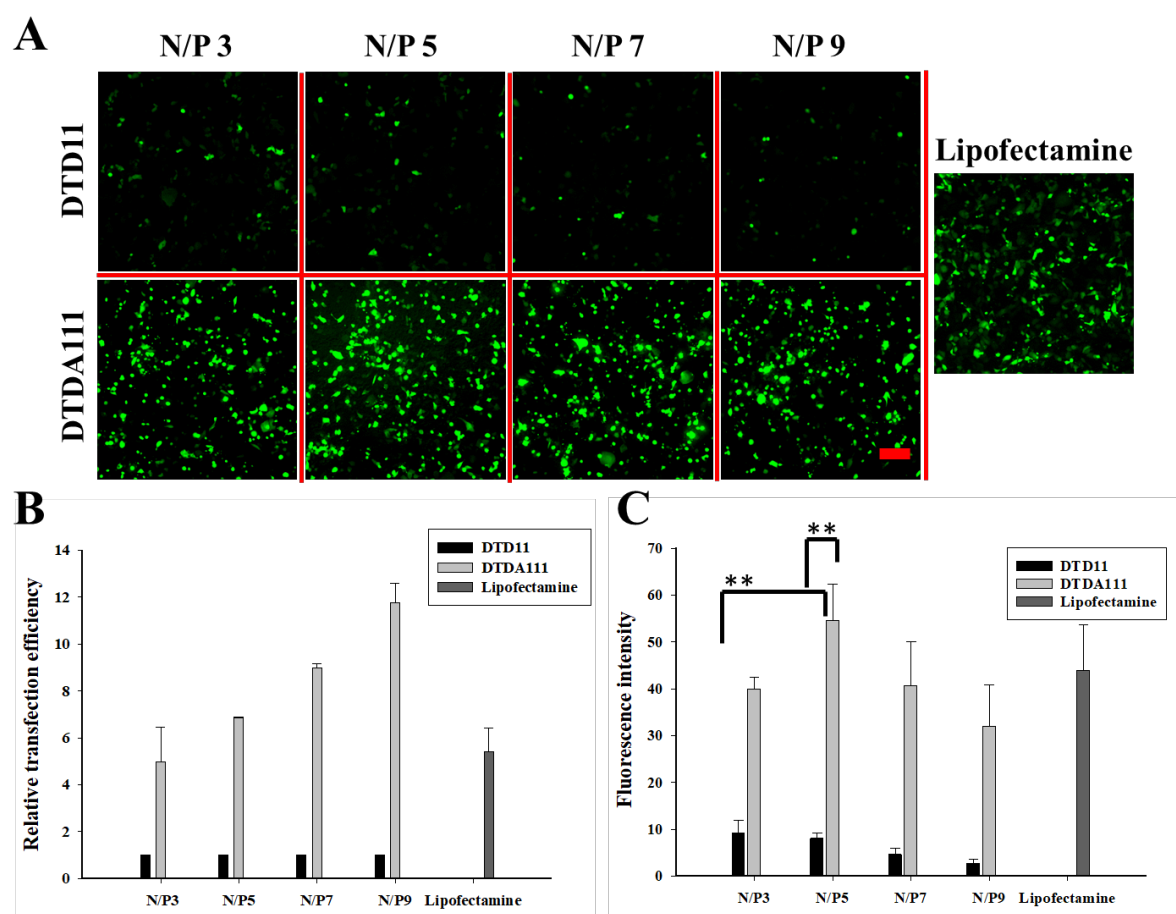 A
N/P 3 N/P 5 N/P 7 N/P 9
DTD11
Lipofectamine
DTDA111
B
DTD11
DTDA111
Lipofectamine
Relative transfection efficiency
14
12
10
8
6
4
2
0
N/P3 N/P5 N/P7 N/P9 Lipofectamine
C
**
**
DTD11
DTDA111
Lipofectamine
Fluorescence intensity
70
60
50
40
30
20
10
0
N/P3 N/P5 N/P7 N/P9 Lipofectamine